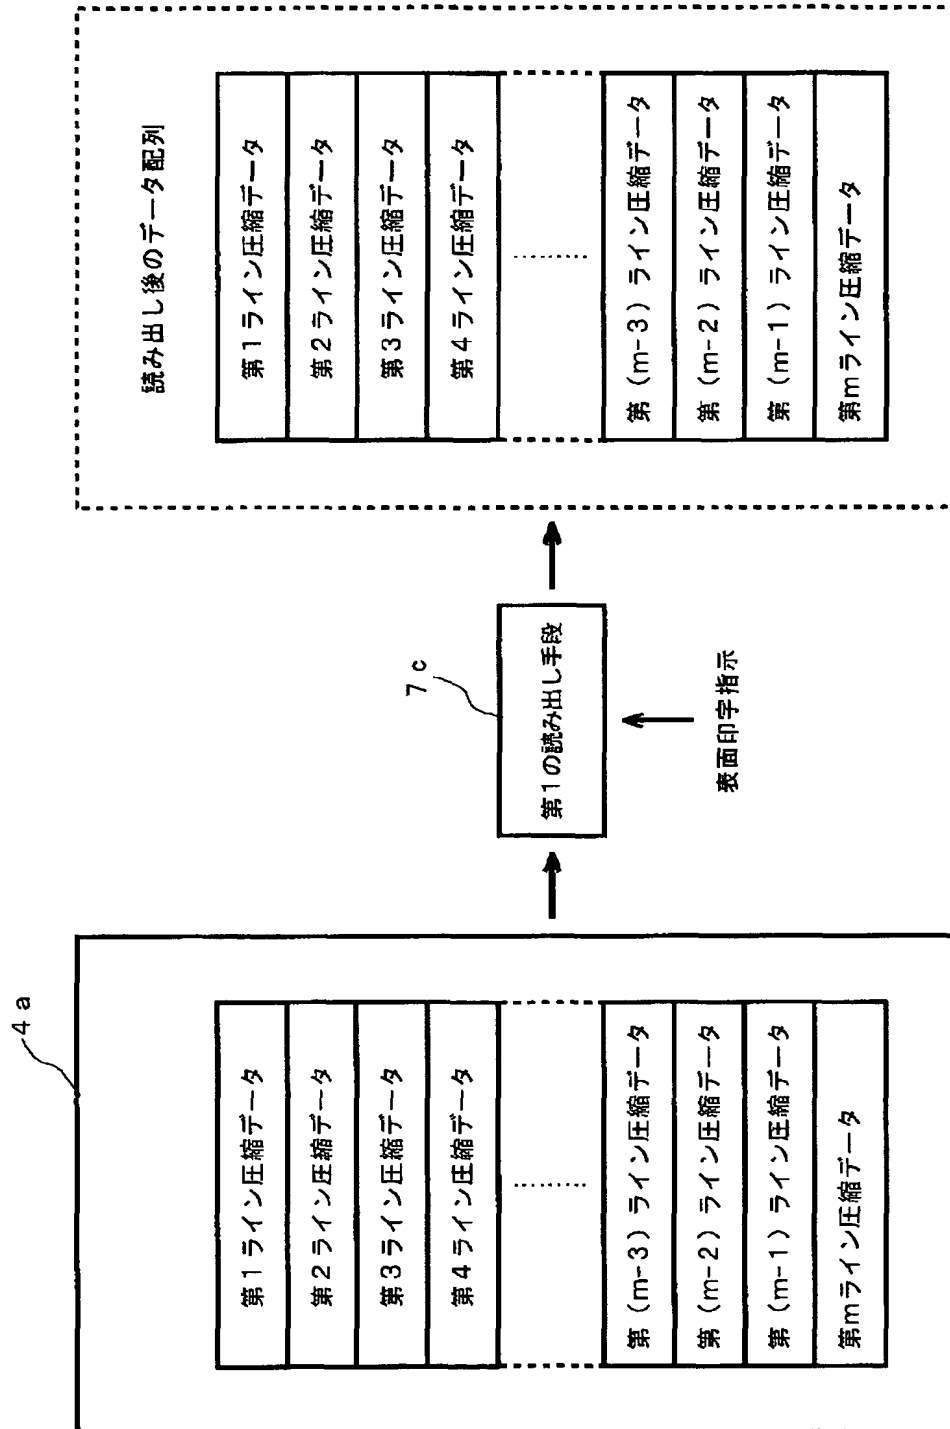 4a
第1ライン圧縮データ
第2ライン圧縮データ
第3ライン圧縮データ
第4ライン圧縮データ
第(m-3)ライン圧縮データ
第(m-2)ライン圧縮データ
第(m-1)ライン圧縮データ
第mライン圧縮データ
7c
第1の読み出し手段
表面印字指示
読み出し後のデータ配列
第1ライン圧縮データ
第2ライン圧縮データ
第3ライン圧縮データ
第4ライン圧縮データ
第(m-3)ライン圧縮データ
第(m-2)ライン圧縮データ
第(m-1)ライン圧縮データ
第mライン圧縮データ